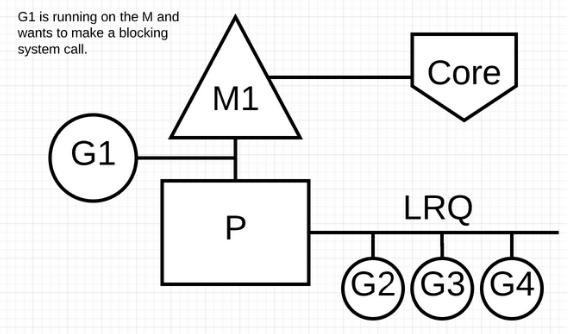 G1 is running on the M and
wants to make a blocking
system call.
M1
Core
G1
P
LRQ
G2
G3
G4